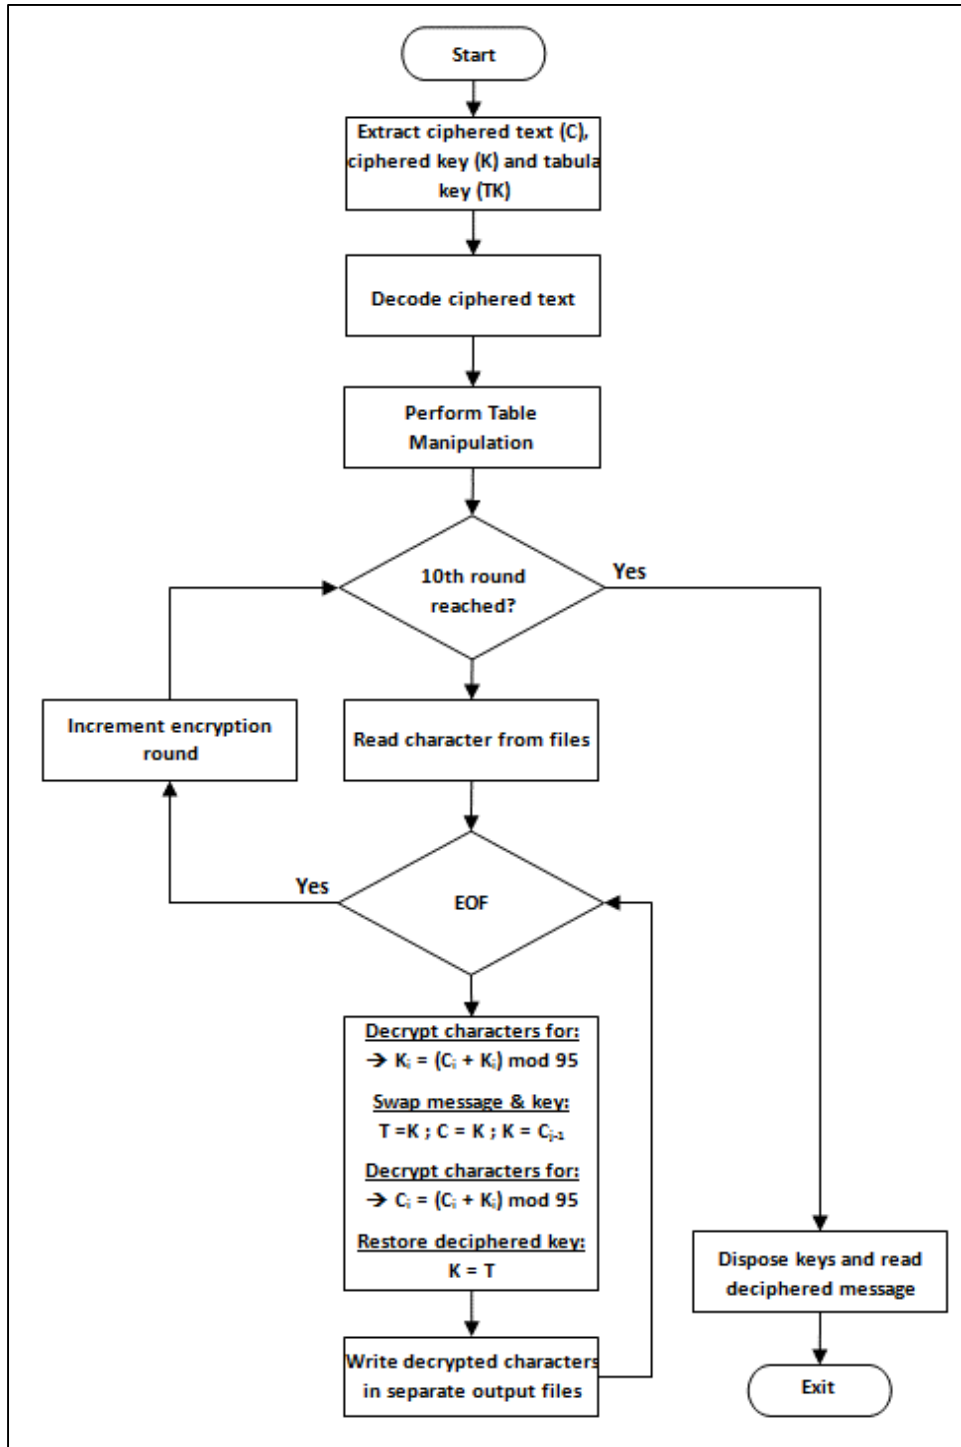 Start
Extract ciphered text (C),
ciphered key (K) and tabula
key (TK)
Decode ciphered text
Perform Table
Manipulation
10th round
reached?
Yes
Increment encryption
round
Read character from files
Yes
EOF
Decrypt characters for:
→ Kᵢ = (Cᵢ + Kᵢ) mod 95
Swap message & key:
T =K ; C = K ; K = Cⱼ₋₁
Decrypt characters for:
→ Cᵢ = (Cᵢ + Kᵢ) mod 95
Restore deciphered key:
K = T
Write decrypted characters
in separate output files
Dispose keys and read
deciphered message
Exit